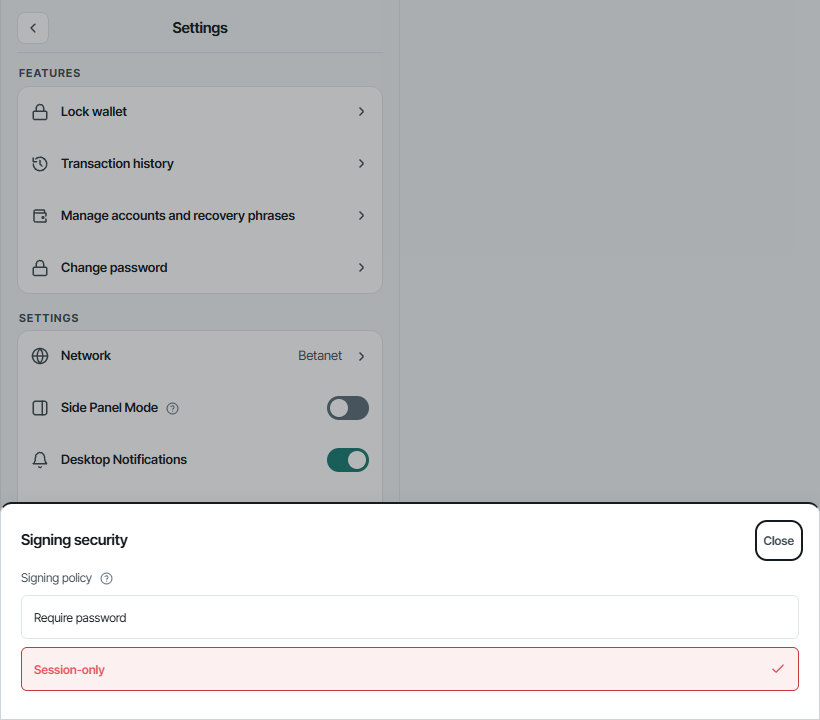 Settings
FEATURES
Lock wallet
Transaction history
Manage accounts and recovery phrases
Change password
SETTINGS
Network Betanet
Side Panel Mode
Desktop Notifications
Signing security
Close
Signing policy
Require password
Session-only